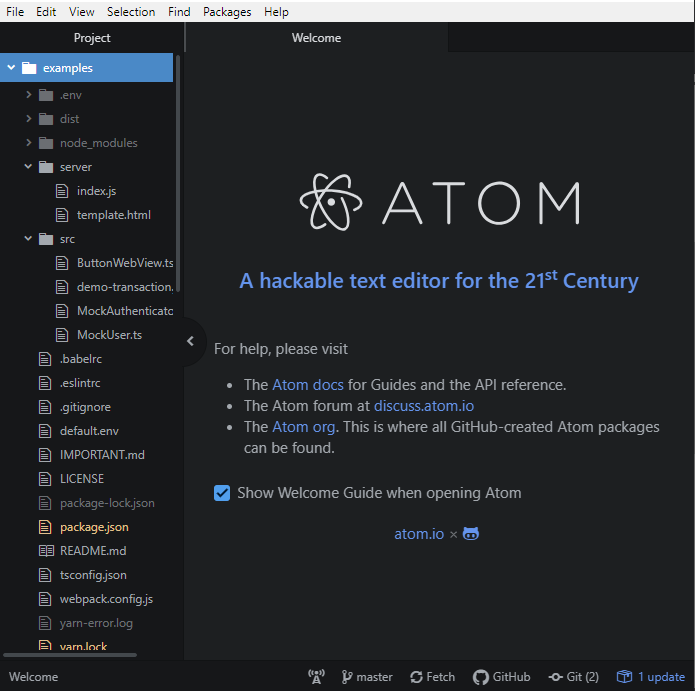 File Edit View Selection Find Packages Help
Project
Welcome
examples
.env
dist
node_modules
server
index.js
template.html
src
ButtonWebView.ts
demo-transaction.
MockAuthenticato
MockUser.ts
.babelrc
.eslintrc
.gitignore
default.env
IMPORTANT.md
LICENSE
package-lock.json
package.json
README.md
tsconfig.json
webpack.config.js
yarn-error.log
yarn.lock
ATOM
A hackable text editor for the 21st Century
For help, please visit
• The Atom docs for Guides and the API reference.
• The Atom forum at discuss.atom.io
• The Atom org. This is where all GitHub-created Atom packages
can be found.
Show Welcome Guide when opening Atom
atom.io ×
Welcome
master Fetch GitHub Git (2) 1 update